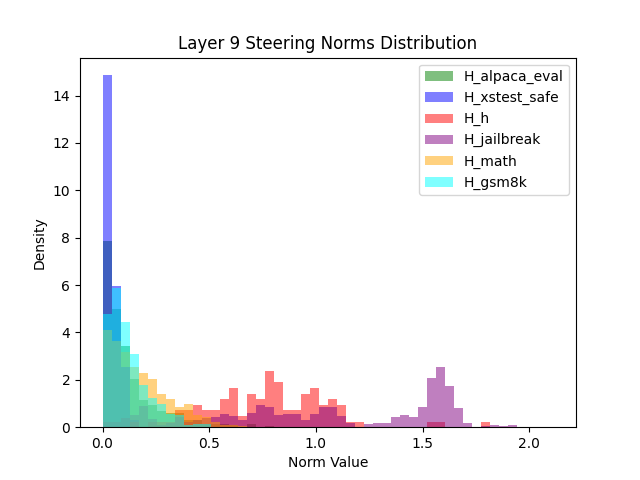 Layer 9 Steering Norms Distribution
H_alpaca_eval
H_xstest_safe
H_h
H_jailbreak
H_math
H_gsm8k
Density
14
12
10
8
6
4
2
0
0.0 0.5 1.0 1.5 2.0
Norm Value